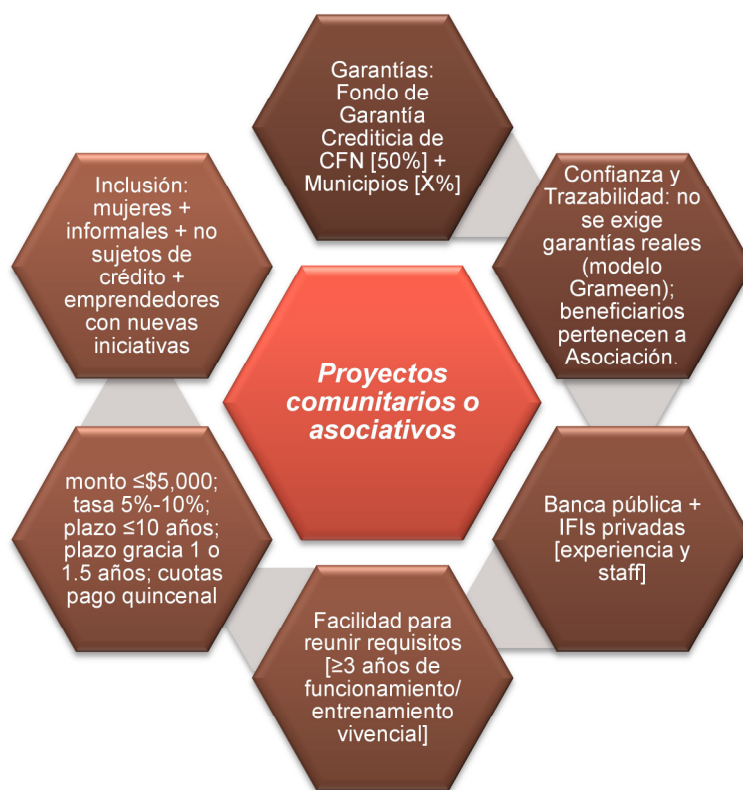 Garantías:
Fondo de
Garantía
Crediticia de
CFN [50%] +
Municipios [X%]
Confianza y
Trazabilidad: no
se exige
garantías reales
(modelo
Grameen);
beneficiarios
pertenecen a
Asociación.
Banca pública +
IFIs privadas
[experiencia y
staff]
Facilidad para
reunir requisitos
[≥3 años de
funcionamiento/
entrenamiento
vivencial]
monto ≤$5,000;
tasa 5%-10%;
plazo ≤10 años;
plazo gracia 1 o
1.5 años; cuotas
pago quincenal
Inclusión:
mujeres +
informales + no
sujetos de
crédito +
emprendedores
con nuevas
iniciativas
Proyectos
comunitarios o
asociativos